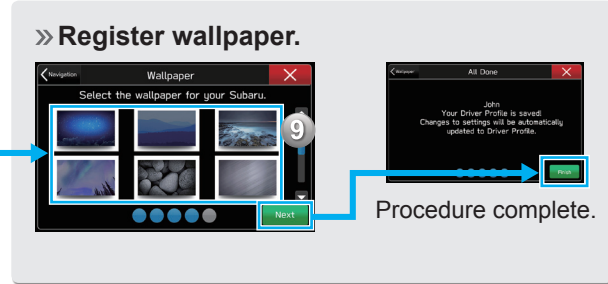 » Register wallpaper.
Navigation
Wallpaper
Select the wallpaper for your Subaru.
9
Next
Wallpaper
All Done
John
Your Driver Profile is saved!
Changes to settings will be automatically
updated to Driver Profile.
Finish
Procedure complete.